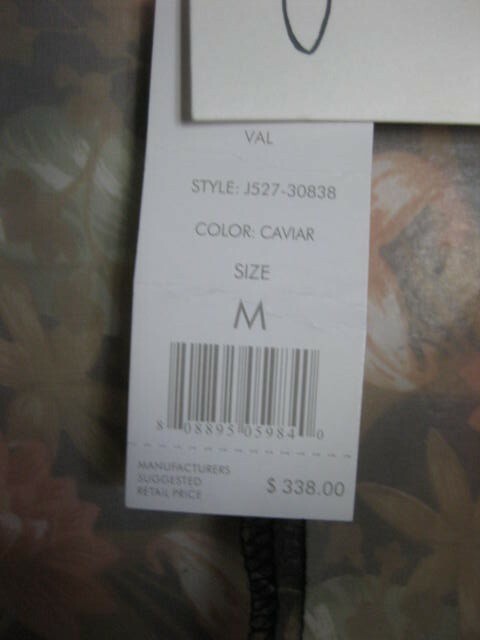 VAL
STYLE: J527-30838
COLOR: CAVIAR
SIZE
M
8 08895 05984 0
MANUFACTURERS
SUGGESTED
RETAIL PRICE
$ 338.00